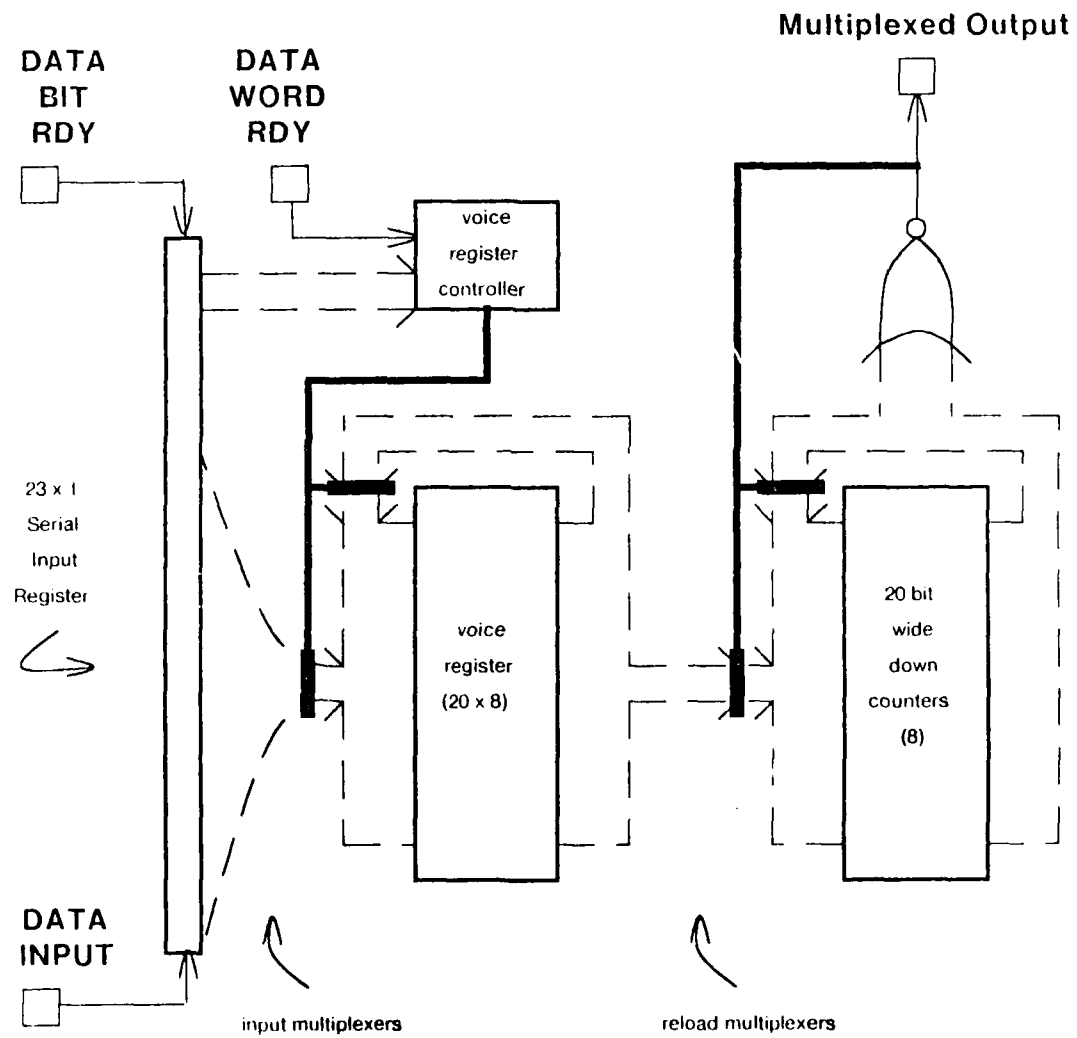 Multiplexed Output
DATA
BIT
RDY
DATA
WORD
RDY
voice
register
controller
23 x 1
Serial
Input
Register
voice
register
(20 x 8)
20 bit
wide
down
counters
(8)
DATA
INPUT
input multiplexers
reload multiplexers